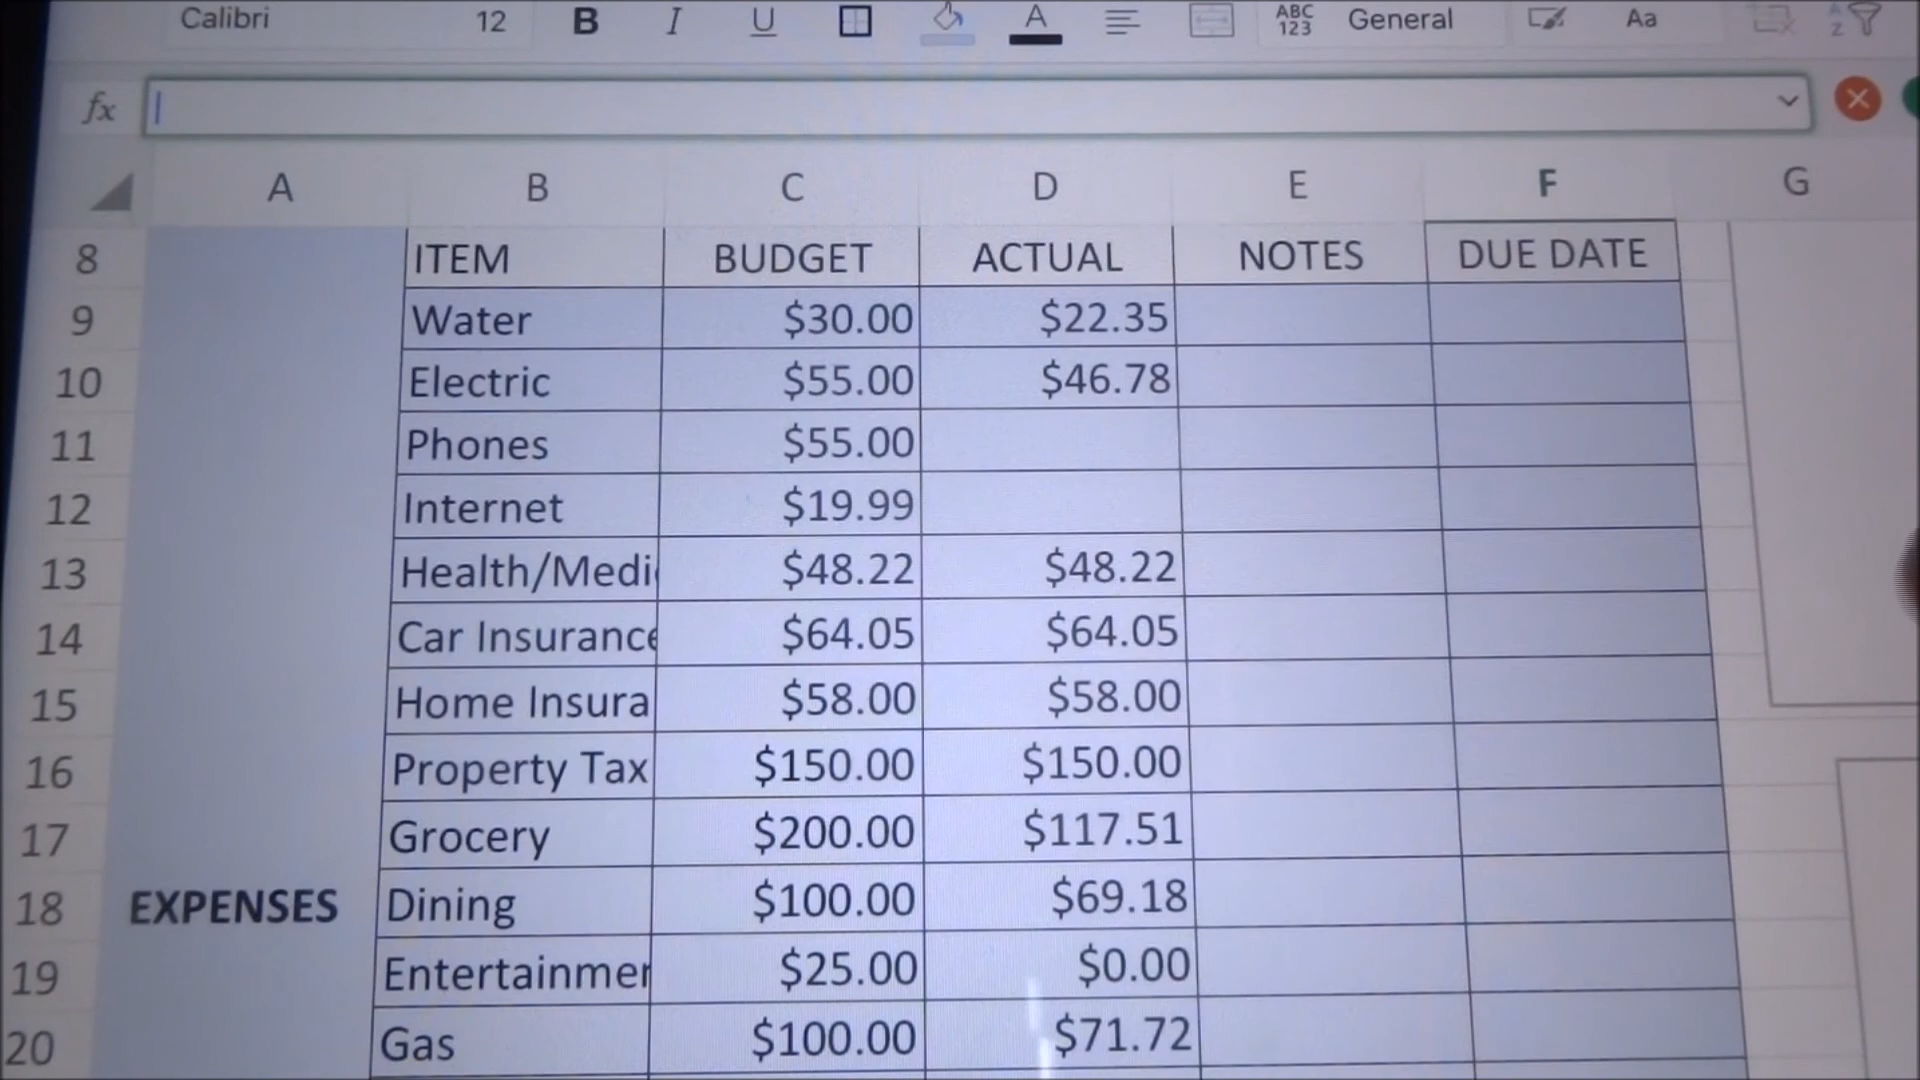 Calibri 12 B I U A ABC 123 General Aa A Z
fx
A B C D E F G
8 ITEM BUDGET ACTUAL NOTES DUE DATE
9 Water $30.00 $22.35
10 Electric $55.00 $46.78
11 Phones $55.00
12 Internet $19.99
13 Health/Medi $48.22 $48.22
14 Car Insurance $64.05 $64.05
15 Home Insura $58.00 $58.00
16 Property Tax $150.00 $150.00
17 Grocery $200.00 $117.51
18 EXPENSES Dining $100.00 $69.18
19 Entertainmen $25.00 $0.00
20 Gas $100.00 $71.72